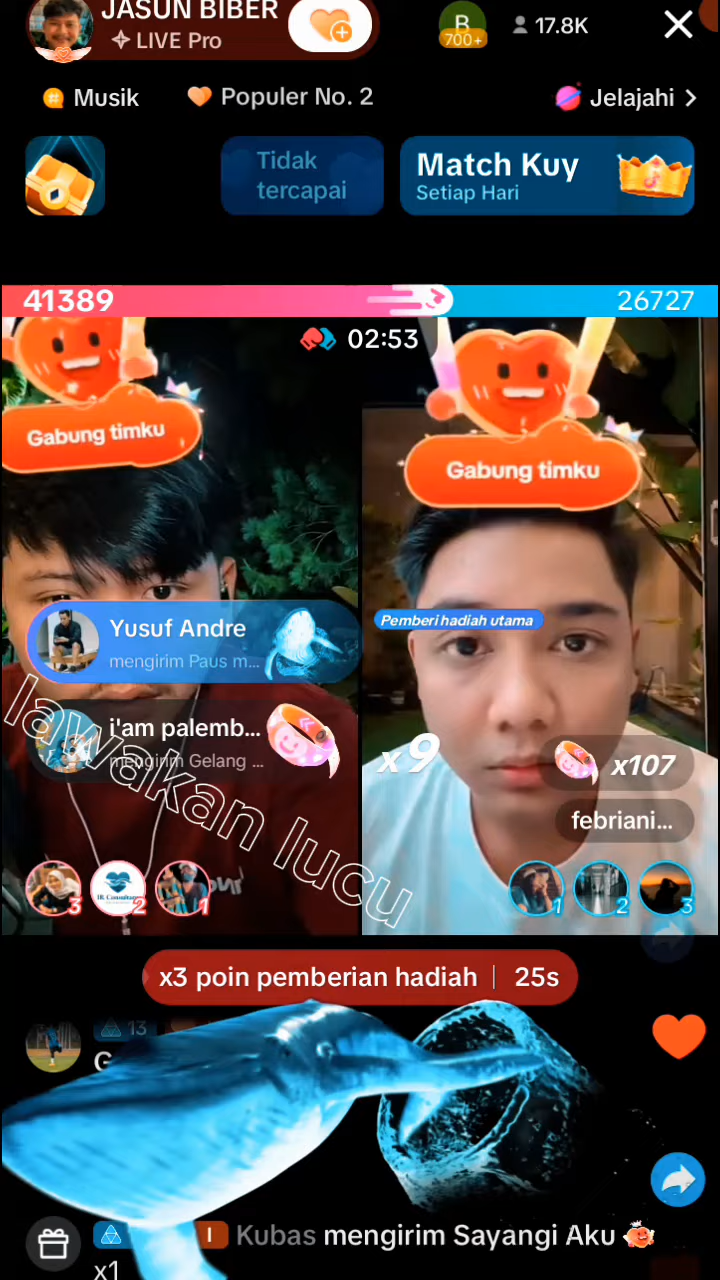 JASUN BIBER
LIVE Pro
B
700+
17.8K
Musik
Populer No. 2
Jelajahi
Tidak
tercapai
Match Kuy
Setiap Hari
41389
26727
02:53
Gabung timku
Gabung timku
Pemberi hadiah utama
Yusuf Andre
mengirim Paus m...
i'am palemb...
mengirim Gelang ...
x9
x107
febriani...
lawakan lucu
3
2
1
1
2
3
x3 poin pemberian hadiah | 25s
13
G
I Kubas mengirim Sayangi Aku
x1